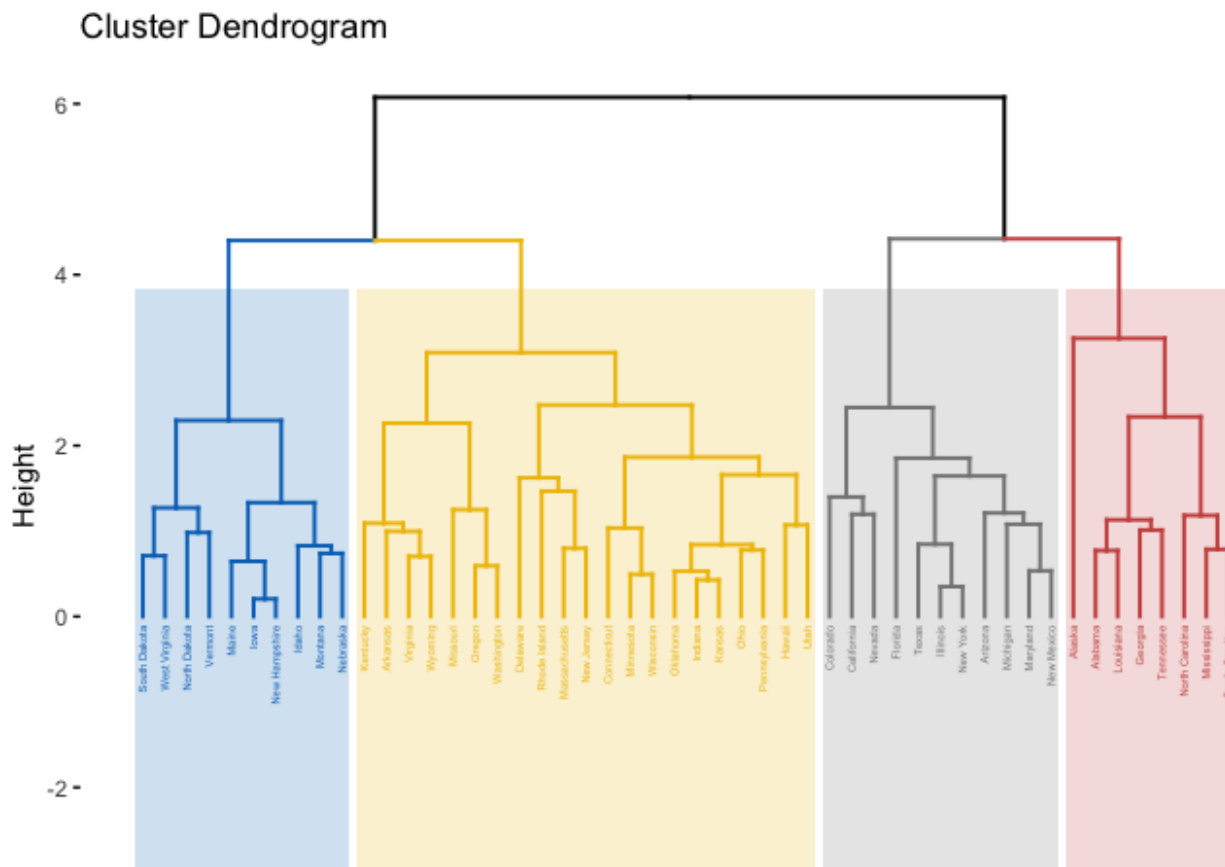 Cluster Dendrogram
6
4
2
0
-2
Height
South Dakota
West Virginia
North Dakota
Vermont
Maine
Iowa
New Hampshire
Idaho
Montana
Nebraska
Kentucky
Arkansas
Virginia
Wyoming
Missouri
Oregon
Washington
Delaware
Rhode Island
Massachusetts
New Jersey
Connecticut
Minnesota
Wisconsin
Oklahoma
Indiana
Kansas
Ohio
Pennsylvania
Hawaii
Utah
Colorado
California
Nevada
Florida
Texas
Illinois
New York
Arizona
Michigan
Maryland
New Mexico
Alaska
Alabama
Louisiana
Georgia
Tennessee
North Carolina
Mississippi